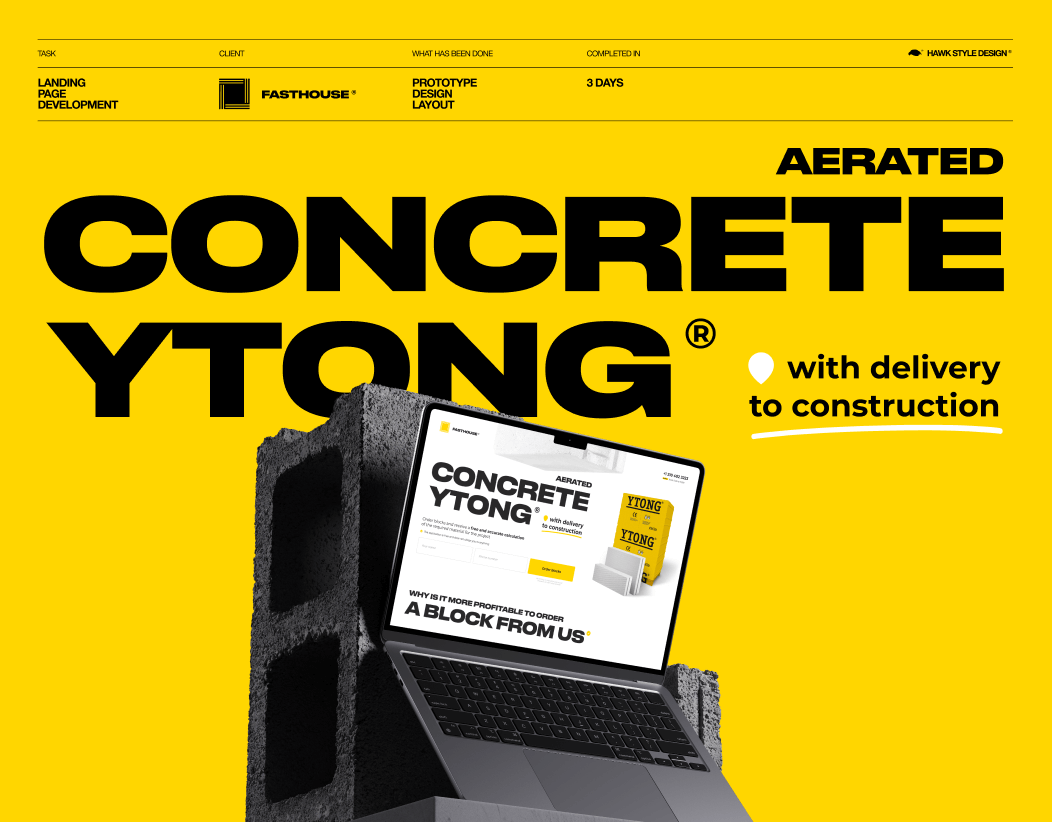 TASK
CLIENT
WHAT HAS BEEN DONE
COMPLETED IN
HAWK STYLE DESIGN®
LANDING
PAGE
DEVELOPMENT
FASTHOUSE®
PROTOTYPE
DESIGN
LAYOUT
3 DAYS
AERATED
CONCRETE
YTONG®
with delivery
to construction
FASTHOUSE®
AERATED
CONCRETE
YTONG®
with delivery
to construction
Order blocks and receive a free and accurate calculation
of the required material for the project
Order blocks
YTONG
YTONG
WHY IS IT MORE PROFITABLE TO ORDER
A BLOCK FROM US